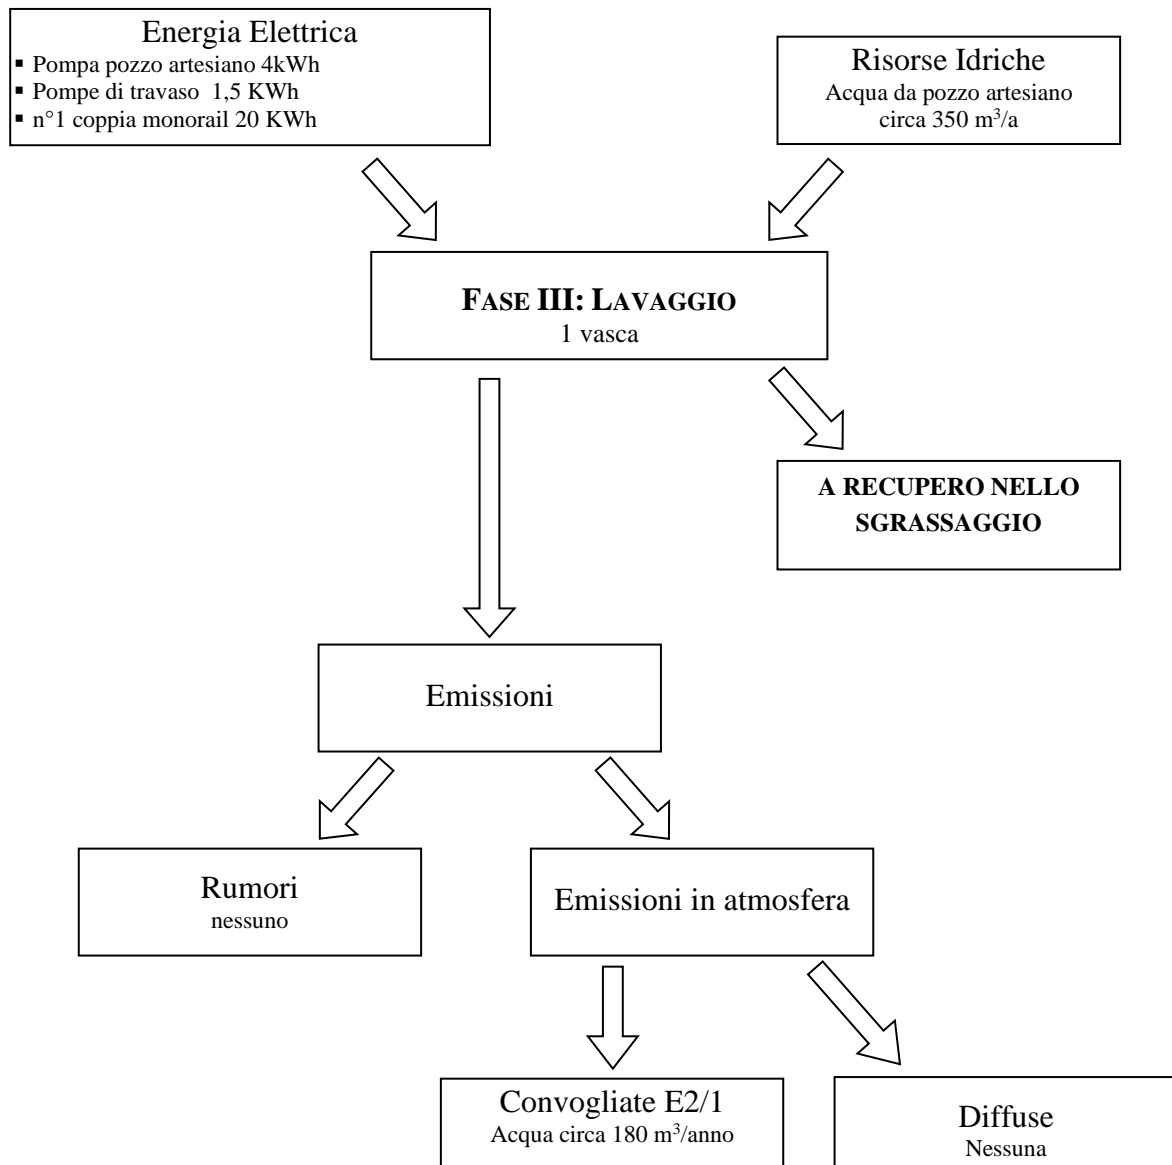 Energia Elettrica
▪ Pompa pozzo artesiano 4kWh
▪ Pompe di travaso 1,5 KWh
▪ n°1 coppia monorail 20 KWh
Risorse Idriche
Acqua da pozzo artesiano
circa 350 m³/a
FASE III: LAVAGGIO
1 vasca
A RECUPERO NELLO
SGRASSAGGIO
Emissioni
Rumori
nessuno
Emissioni in atmosfera
Convogliate E2/1
Acqua circa 180 m³/anno
Diffuse
Nessuna